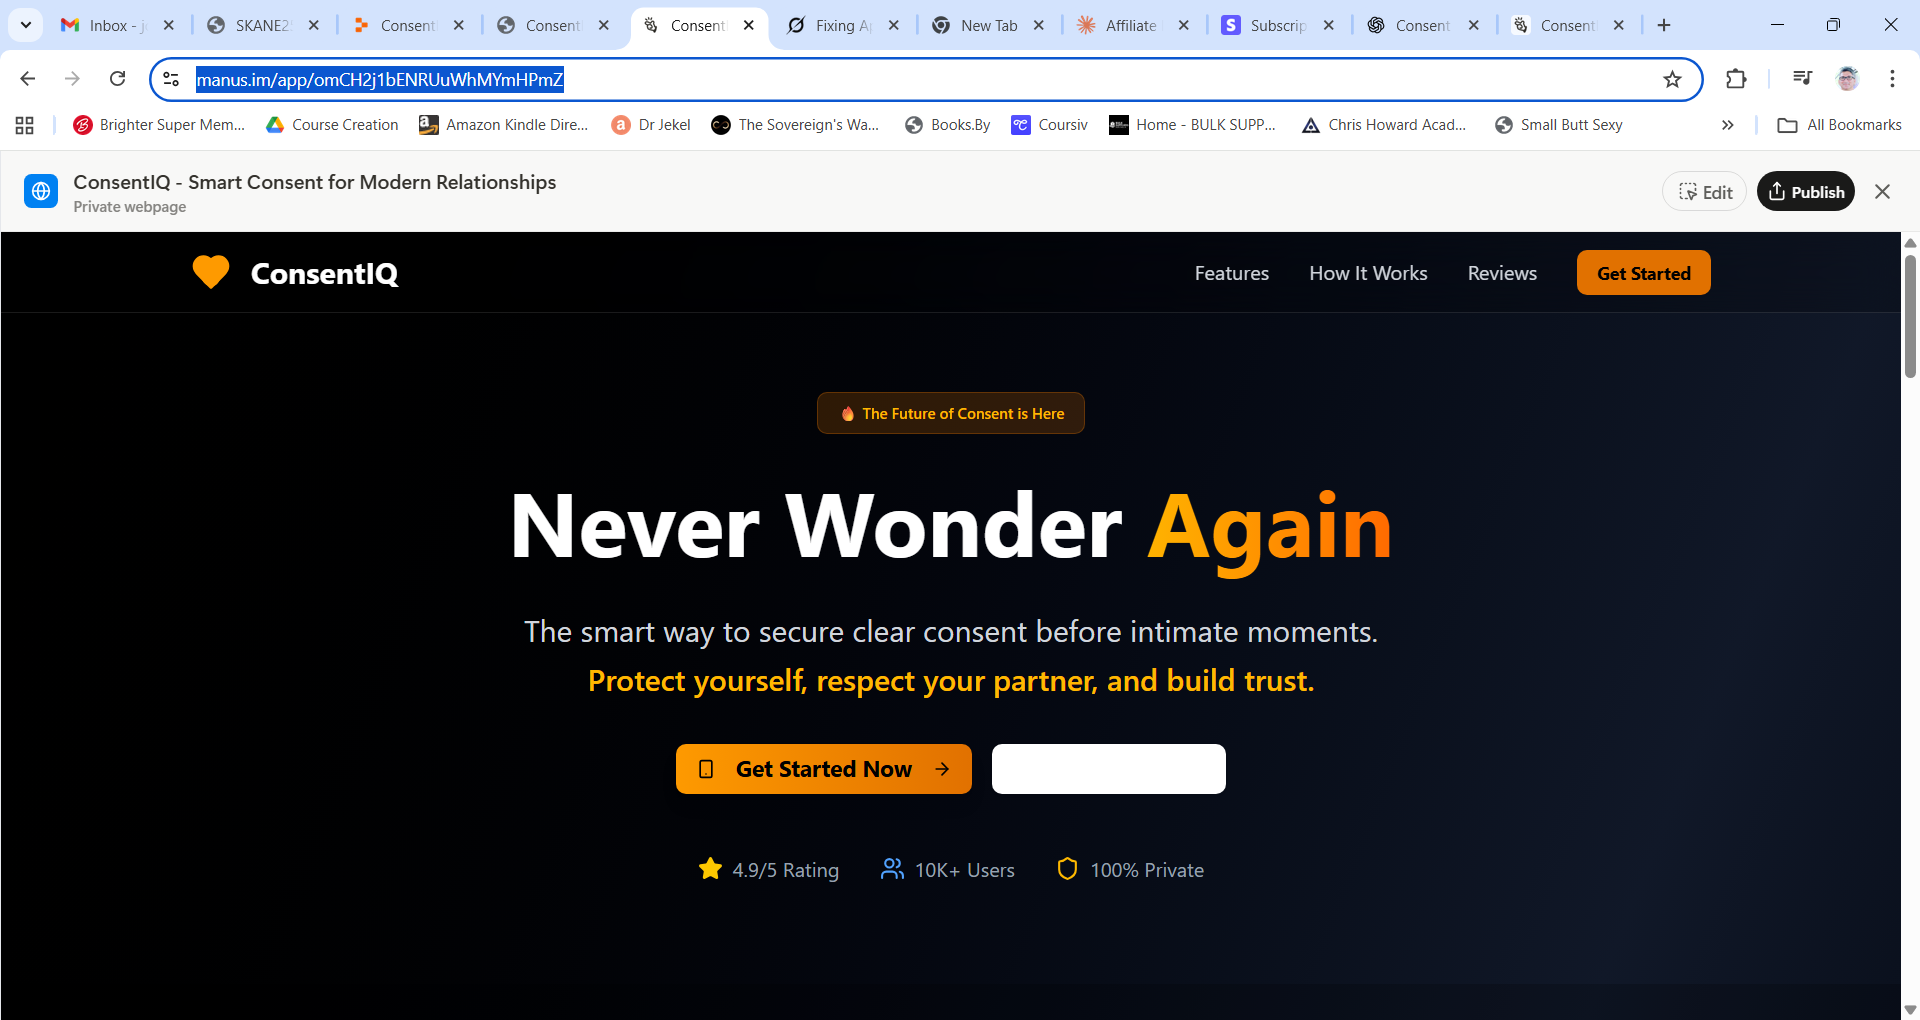 Inbox - j
SKANE2
Consent
Consent
Consent
Fixing Ap
New Tab
Affiliate
Subscrip
Consent
Consent
manus.im/app/omCH2j1bENRUuWhMYmHPmZ
Brighter Super Mem...
Course Creation
Amazon Kindle Dire...
Dr Jekel
The Sovereign's Wa...
Books.By
Coursiv
Home - BULK SUPP...
Chris Howard Acad...
Small Butt Sexy
All Bookmarks
ConsentIQ - Smart Consent for Modern Relationships
Private webpage
Edit
Publish
ConsentIQ
Features
How It Works
Reviews
Get Started
The Future of Consent is Here
Never Wonder Again
The smart way to secure clear consent before intimate moments.
Protect yourself, respect your partner, and build trust.
Get Started Now
4.9/5 Rating
10K+ Users
100% Private